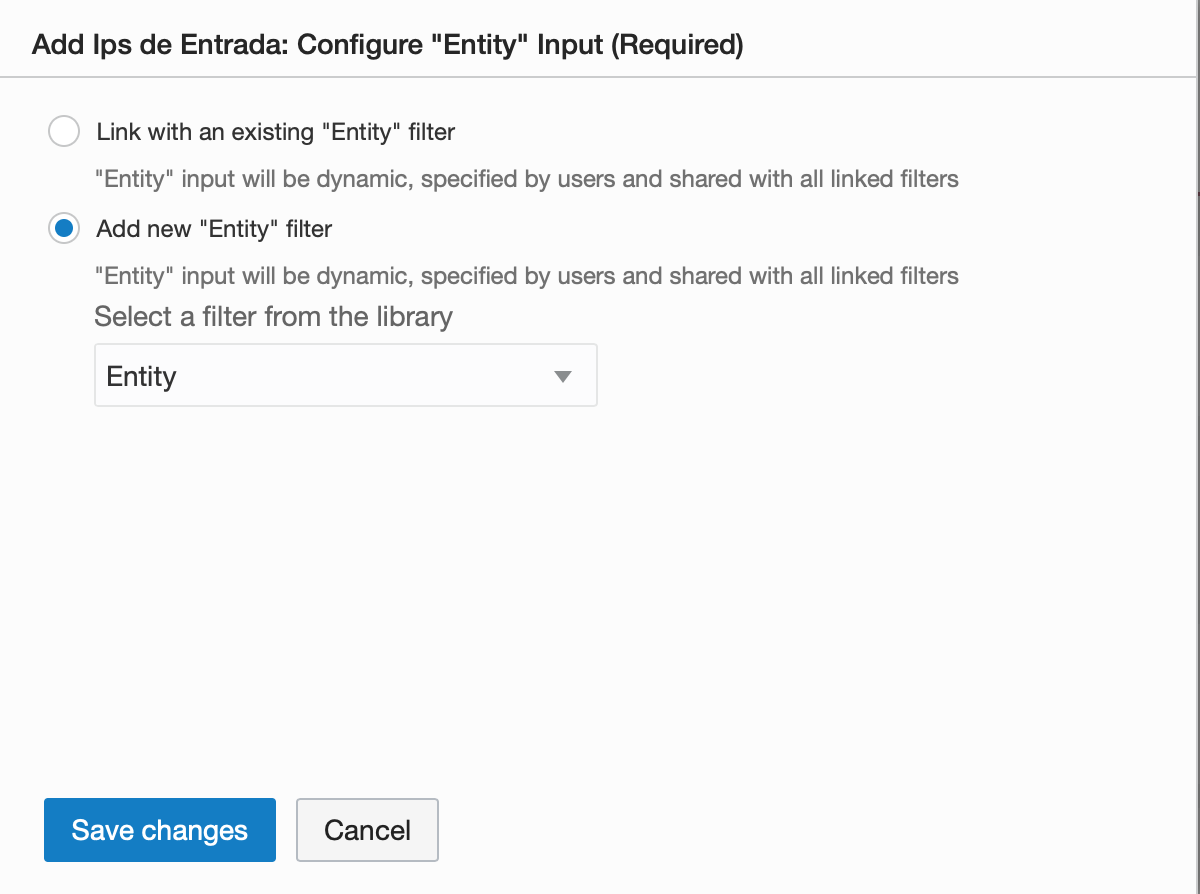 Add Ips de Entrada: Configure "Entity" Input (Required)
Link with an existing "Entity" filter
"Entity" input will be dynamic, specified by users and shared with all linked filters
Add new "Entity" filter
"Entity" input will be dynamic, specified by users and shared with all linked filters
Select a filter from the library
Entity
Save changes
Cancel